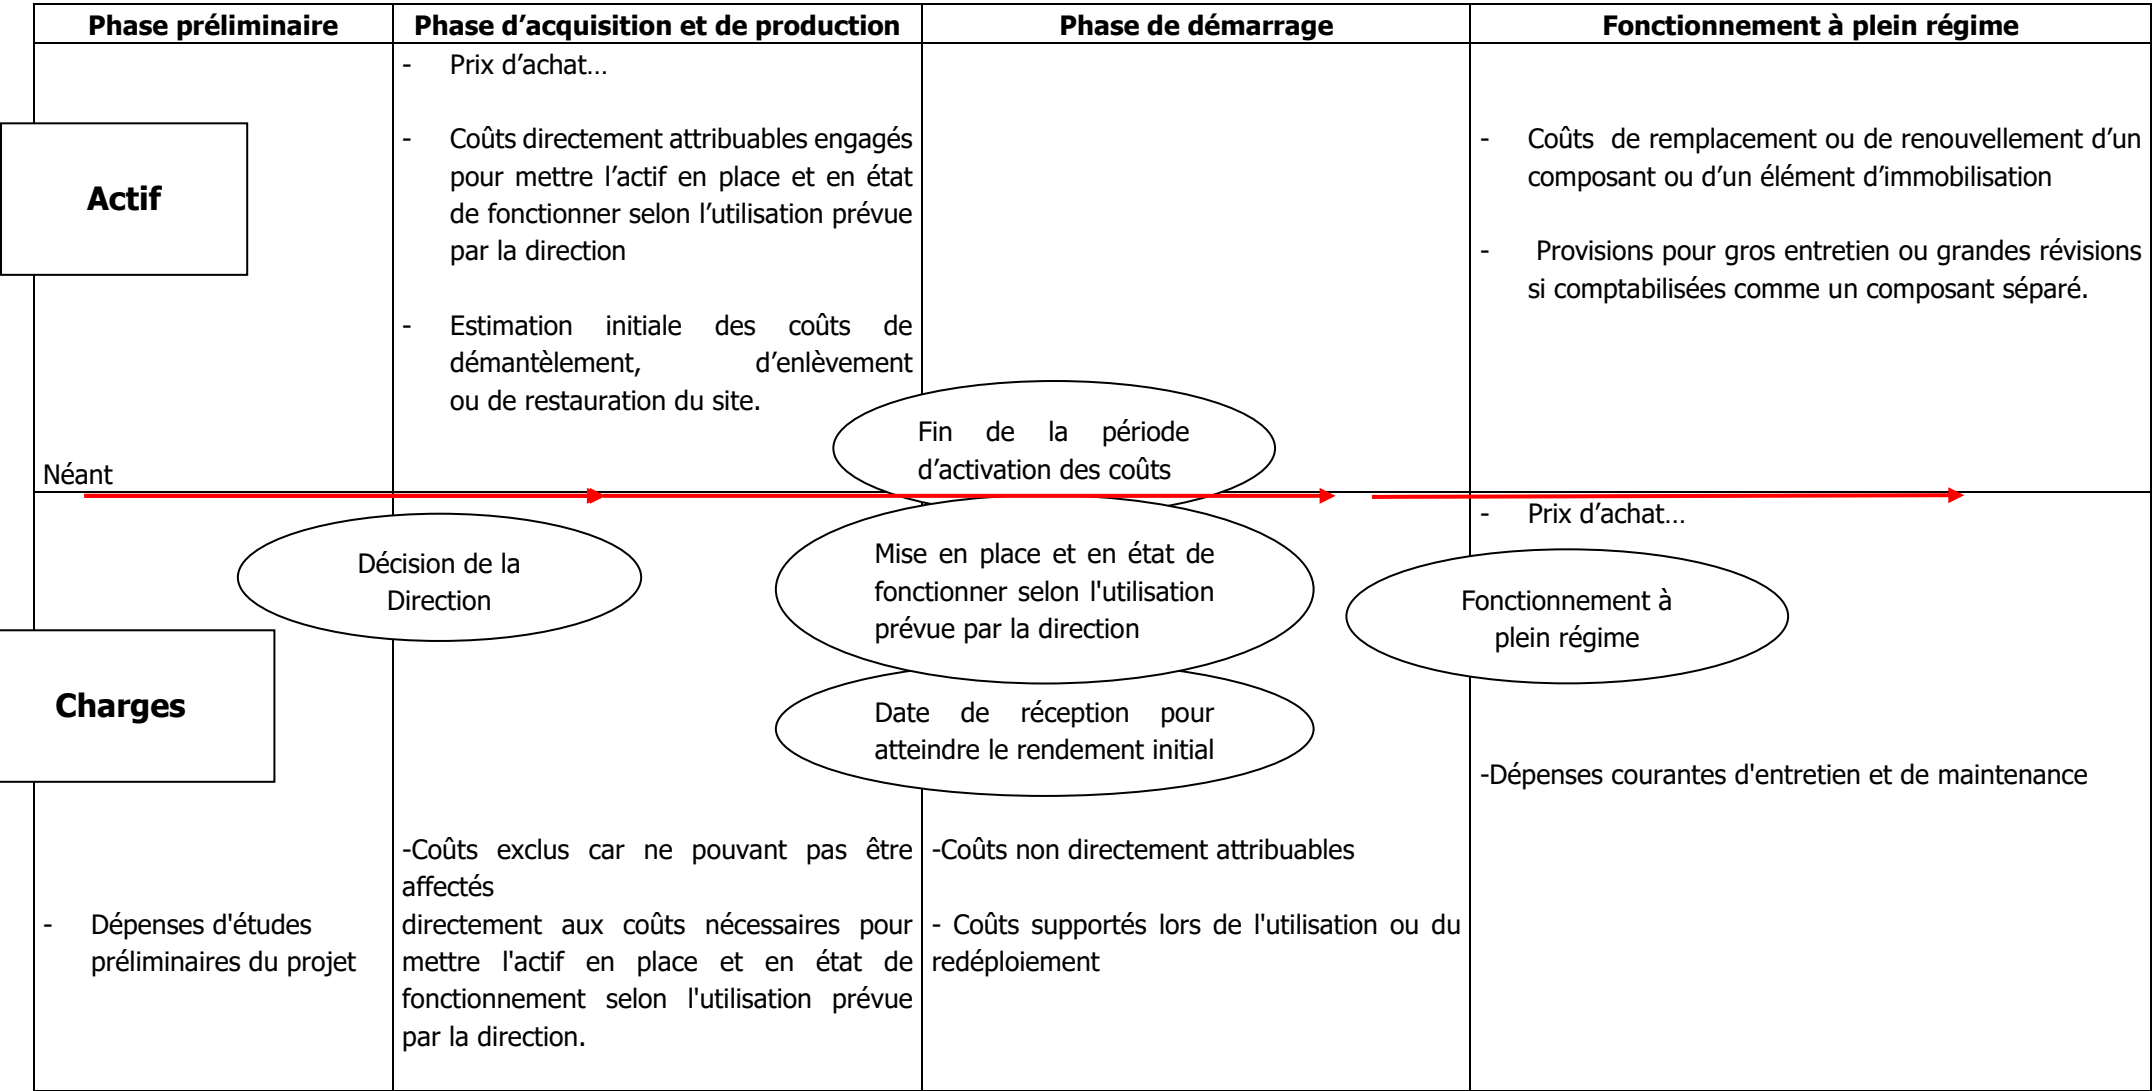 Phase préliminaire
Phase d’acquisition et de production
Phase de démarrage
Fonctionnement à plein régime
Actif
Néant
- Prix d’achat…
- Coûts directement attribuables engagés
pour mettre l’actif en place et en état
de fonctionner selon l’utilisation prévue
par la direction
- Estimation initiale des coûts de
démantèlement, d’enlèvement
ou de restauration du site.
- Coûts de remplacement ou de renouvellement d’un
composant ou d’un élément d’immobilisation
- Provisions pour gros entretien ou grandes révisions
si comptabilisées comme un composant séparé.
Fin de la période
d’activation des coûts
Décision de la
Direction
Mise en place et en état de
fonctionner selon l'utilisation
prévue par la direction
Date de réception pour
atteindre le rendement initial
- Prix d’achat…
Fonctionnement à
plein régime
Charges
- Dépenses d'études
préliminaires du projet
-Coûts exclus car ne pouvant pas être
affectés
directement aux coûts nécessaires pour
mettre l'actif en place et en état de
fonctionnement selon l'utilisation prévue
par la direction.
-Coûts non directement attribuables
- Coûts supportés lors de l'utilisation ou du
redéploiement
-Dépenses courantes d'entretien et de maintenance